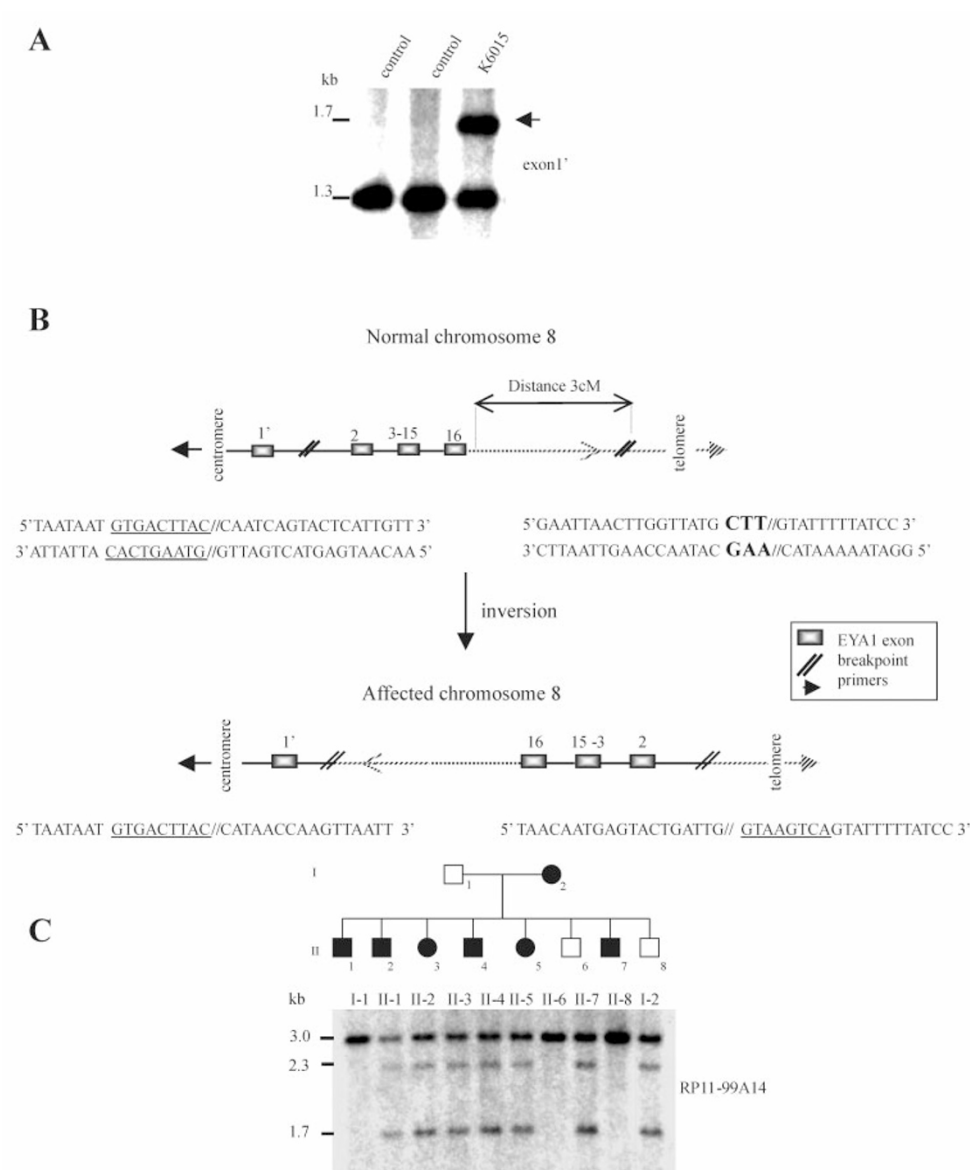 A
control
control
K6015
kb
1.7
exon1'
1.3
B
Normal chromosome 8
Distance 3cM
centromere
1'
2
3-15
16
telomere
5'TAATAAT GTGACTTAC//CAATCAGTACTCATTGTT 3'
3'ATTATTA CACTGAATG//GTTAGTCATGAGTAACAA 5'
5'GAATTAACTTGGTTATG CTT//GTATTTTTATCC 3'
3'CTTAATTGAACCAATAC GAA//CATAAAAATAGG 5'
inversion
EYA1 exon
breakpoint
primers
Affected chromosome 8
centromere
1'
16
15 -3
2
telomere
5' TAATAAT GTGACTTAC//CATAACCAAGTTAATT 3'
5' TAACAATGAGTACTGATTG// GTAAGTCAGTATTTTTATCC 3'
I
1
2
C
II
1
2
3
4
5
6
7
8
kb
I-1 II-1 II-2 II-3 II-4 II-5 II-6 II-7 II-8 I-2
3.0
2.3
RP11-99A14
1.7